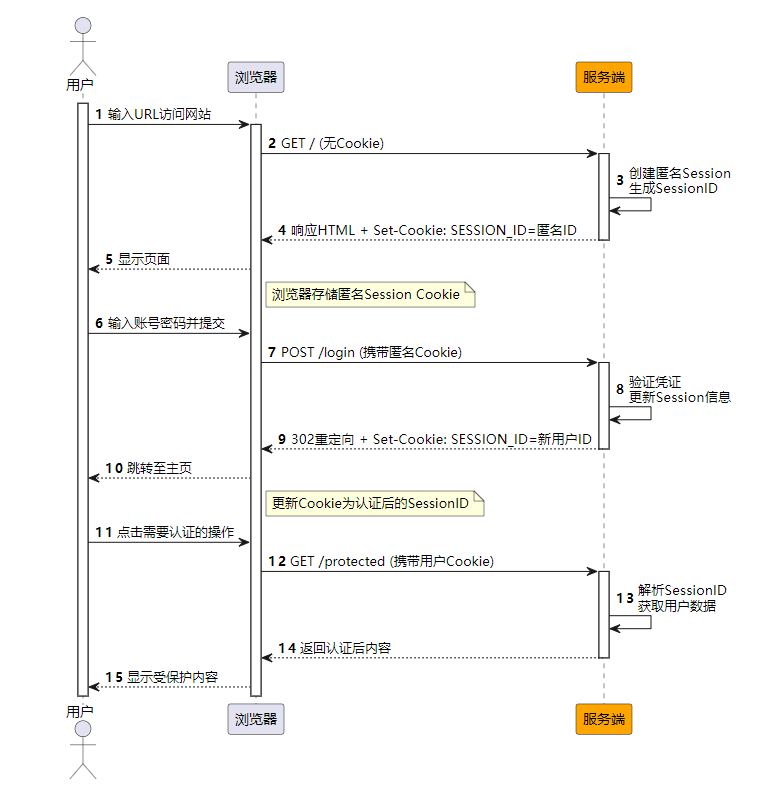 用户
浏览器
服务端
1 输入URL访问网站
2 GET / (无Cookie)
3 创建匿名Session
生成SessionID
4 响应HTML + Set-Cookie: SESSION_ID=匿名ID
5 显示页面
浏览器存储匿名Session Cookie
6 输入账号密码并提交
7 POST /login (携带匿名Cookie)
8 验证凭证
更新Session信息
9 302重定向 + Set-Cookie: SESSION_ID=新用户ID
10 跳转至主页
更新Cookie为认证后的SessionID
11 点击需要认证的操作
12 GET /protected (携带用户Cookie)
13 解析SessionID
获取用户数据
14 返回认证后内容
15 显示受保护内容
用户
浏览器
服务端